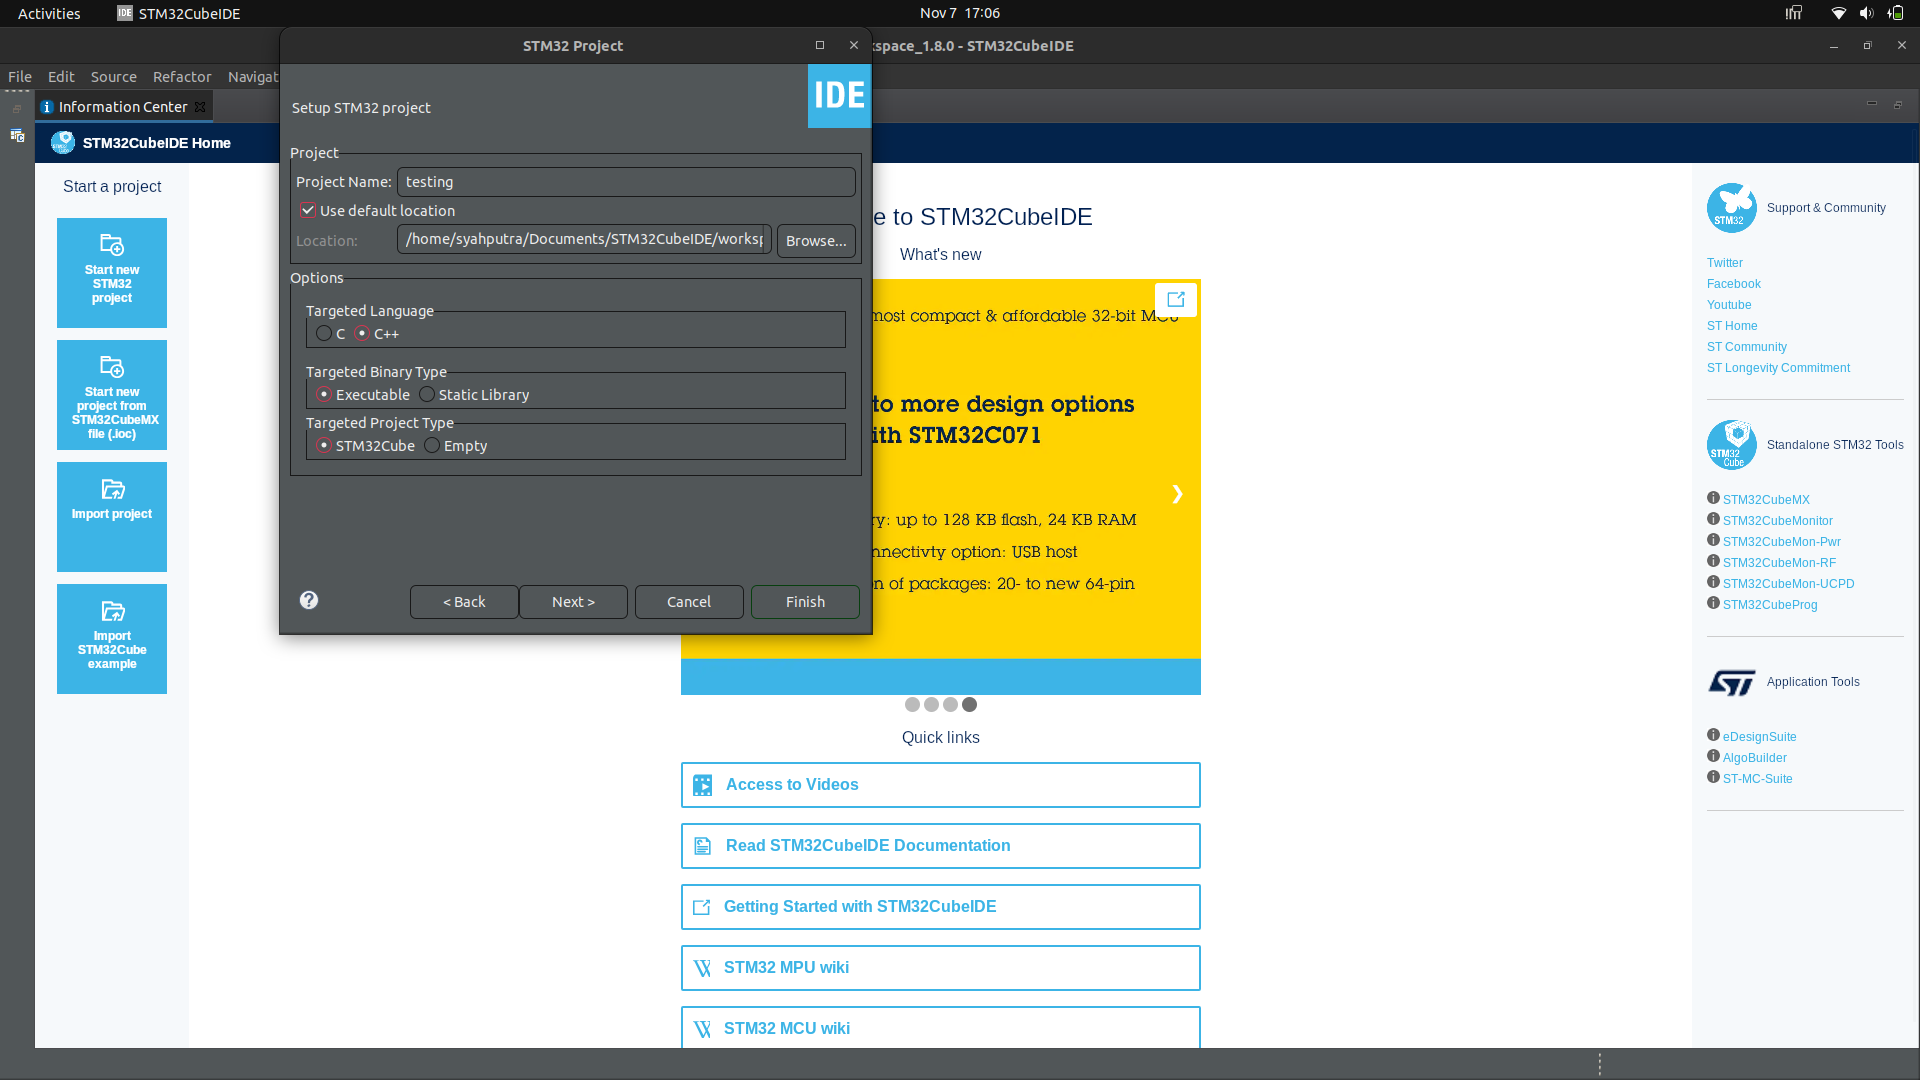 Activities
STM32CubeIDE
Nov 7 17:06
STM32 Project
space_1.8.0 - STM32CubeIDE
File Edit Source Refactor Navigat
Information Center
STM32CubeIDE Home
Start a project
Start new
STM32
project
Start new
project from
STM32CubeMX
file (.ioc)
Import project
Import
STM32Cube
example
IDE
Setup STM32 project
Project
Project Name: testing
Use default location
Location: /home/syahputra/Documents/STM32CubeIDE/worksp
Browse...
Options
Targeted Language
C C++
Targeted Binary Type
Executable Static Library
Targeted Project Type
STM32Cube Empty
< Back Next > Cancel Finish
e to STM32CubeIDE
What's new
most compact & affordable 32-bit MCU
to more design options
ith STM32C071
ry: up to 128 KB flash, 24 KB RAM
nnectivty option: USB host
n of packages: 20- to new 64-pin
Quick links
Access to Videos
Read STM32CubeIDE Documentation
Getting Started with STM32CubeIDE
STM32 MPU wiki
STM32 MCU wiki
STM32
Support & Community
Twitter
Facebook
Youtube
ST Home
ST Community
ST Longevity Commitment
STM32
Cube
Standalone STM32 Tools
STM32CubeMX
STM32CubeMonitor
STM32CubeMon-Pwr
STM32CubeMon-RF
STM32CubeMon-UCPD
STM32CubeProg
ST
Application Tools
eDesignSuite
AlgoBuilder
ST-MC-Suite